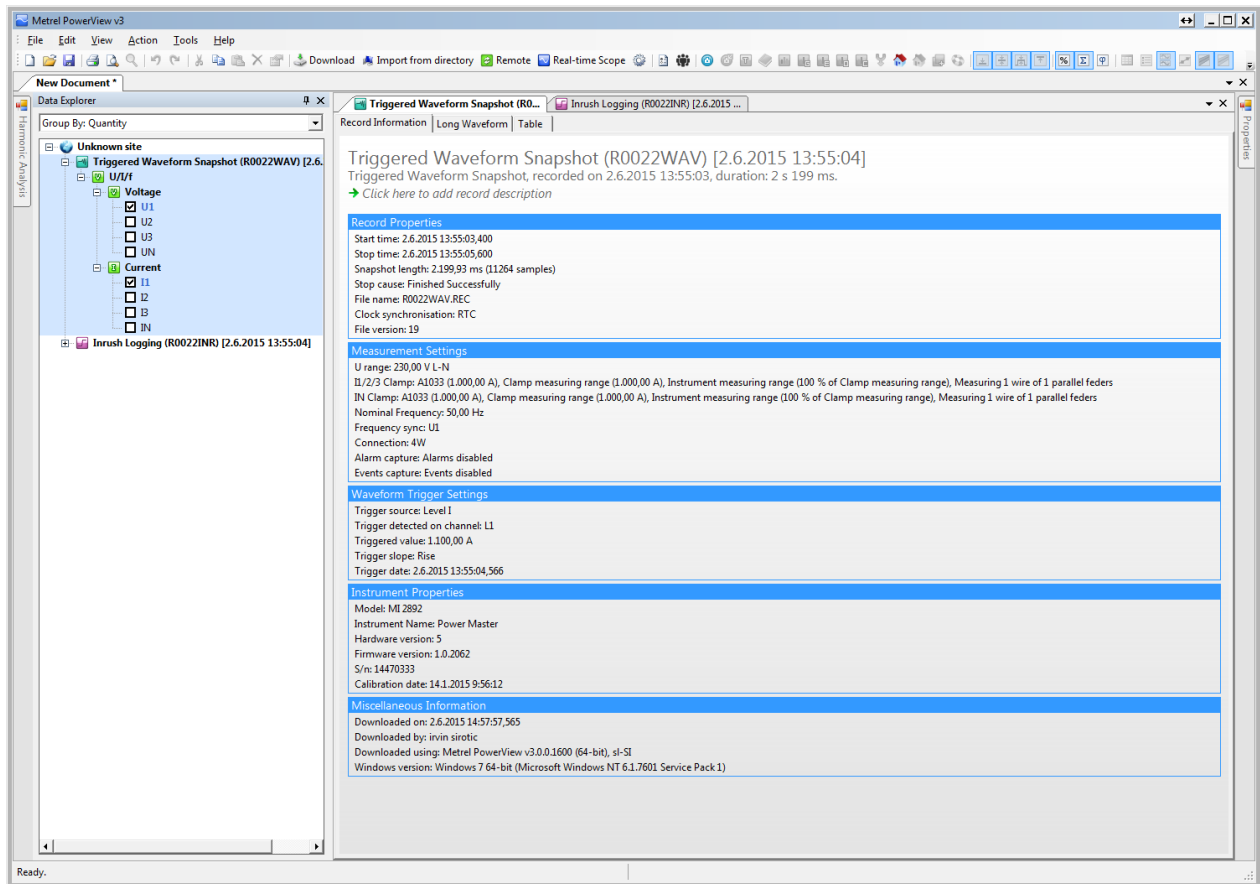 Metrel PowerView v3
File Edit View Action Tools Help
Download Import from directory Remote Real-time Scope
New Document *
Harmonic Analysis
Data Explorer
Group By: Quantity
Unknown site
Triggered Waveform Snapshot (R0022WAV) [2.6.
U/I/f
Voltage
U1
U2
U3
UN
Current
I1
I2
I3
IN
Inrush Logging (R0022INR) [2.6.2015 13:55:04]
Triggered Waveform Snapshot (R0... Inrush Logging (R0022INR) [2.6.2015 ...
Record Information Long Waveform Table
Triggered Waveform Snapshot (R0022WAV) [2.6.2015 13:55:04]
Triggered Waveform Snapshot, recorded on 2.6.2015 13:55:03, duration: 2 s 199 ms.
Click here to add record description
Record Properties
Start time: 2.6.2015 13:55:03,400
Stop time: 2.6.2015 13:55:05,600
Snapshot length: 2.199,93 ms (11264 samples)
Stop cause: Finished Successfully
File name: R0022WAV.REC
Clock synchronisation: RTC
File version: 19
Measurement Settings
U range: 230,00 V L-N
I1/2/3 Clamp: A1033 (1.000,00 A), Clamp measuring range (1.000,00 A), Instrument measuring range (100 % of Clamp measuring range), Measuring 1 wire of 1 parallel feders
IN Clamp: A1033 (1.000,00 A), Clamp measuring range (1.000,00 A), Instrument measuring range (100 % of Clamp measuring range), Measuring 1 wire of 1 parallel feders
Nominal Frequency: 50,00 Hz
Frequency sync: U1
Connection: 4W
Alarm capture: Alarms disabled
Events capture: Events disabled
Waveform Trigger Settings
Trigger source: Level I
Trigger detected on channel: L1
Triggered value: 1.100,00 A
Trigger slope: Rise
Trigger date: 2.6.2015 13:55:04,566
Instrument Properties
Model: MI 2892
Instrument Name: Power Master
Hardware version: 5
Firmware version: 1.0.2062
S/n: 14470333
Calibration date: 14.1.2015 9:56:12
Miscellaneous Information
Downloaded on: 2.6.2015 14:57:57,565
Downloaded by: irvin sirotic
Downloaded using: Metrel PowerView v3.0.0.1600 (64-bit), sl-SI
Windows version: Windows 7 64-bit (Microsoft Windows NT 6.1.7601 Service Pack 1)
Properties
Ready.